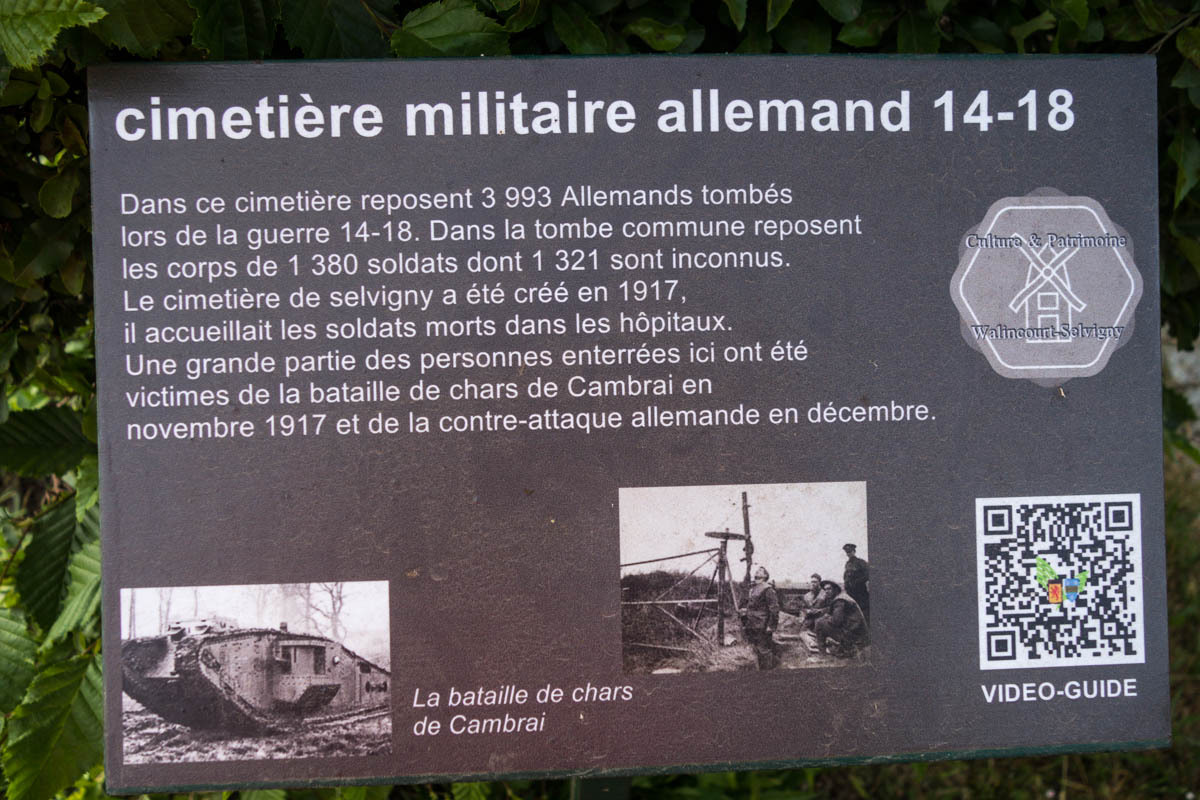 cimetière militaire allemand 14-18
Dans ce cimetière reposent 3 993 Allemands tombés
lors de la guerre 14-18. Dans la tombe commune reposent
les corps de 1 380 soldats dont 1 321 sont inconnus.
Le cimetière de selvigny a été créé en 1917,
il accueillait les soldats morts dans les hôpitaux.
Une grande partie des personnes enterrées ici ont été
victimes de la bataille de chars de Cambrai en
novembre 1917 et de la contre-attaque allemande en décembre.
Culture & Patrimoine
Walincourt-Selvigny
La bataille de chars
de Cambrai
VIDEO-GUIDE